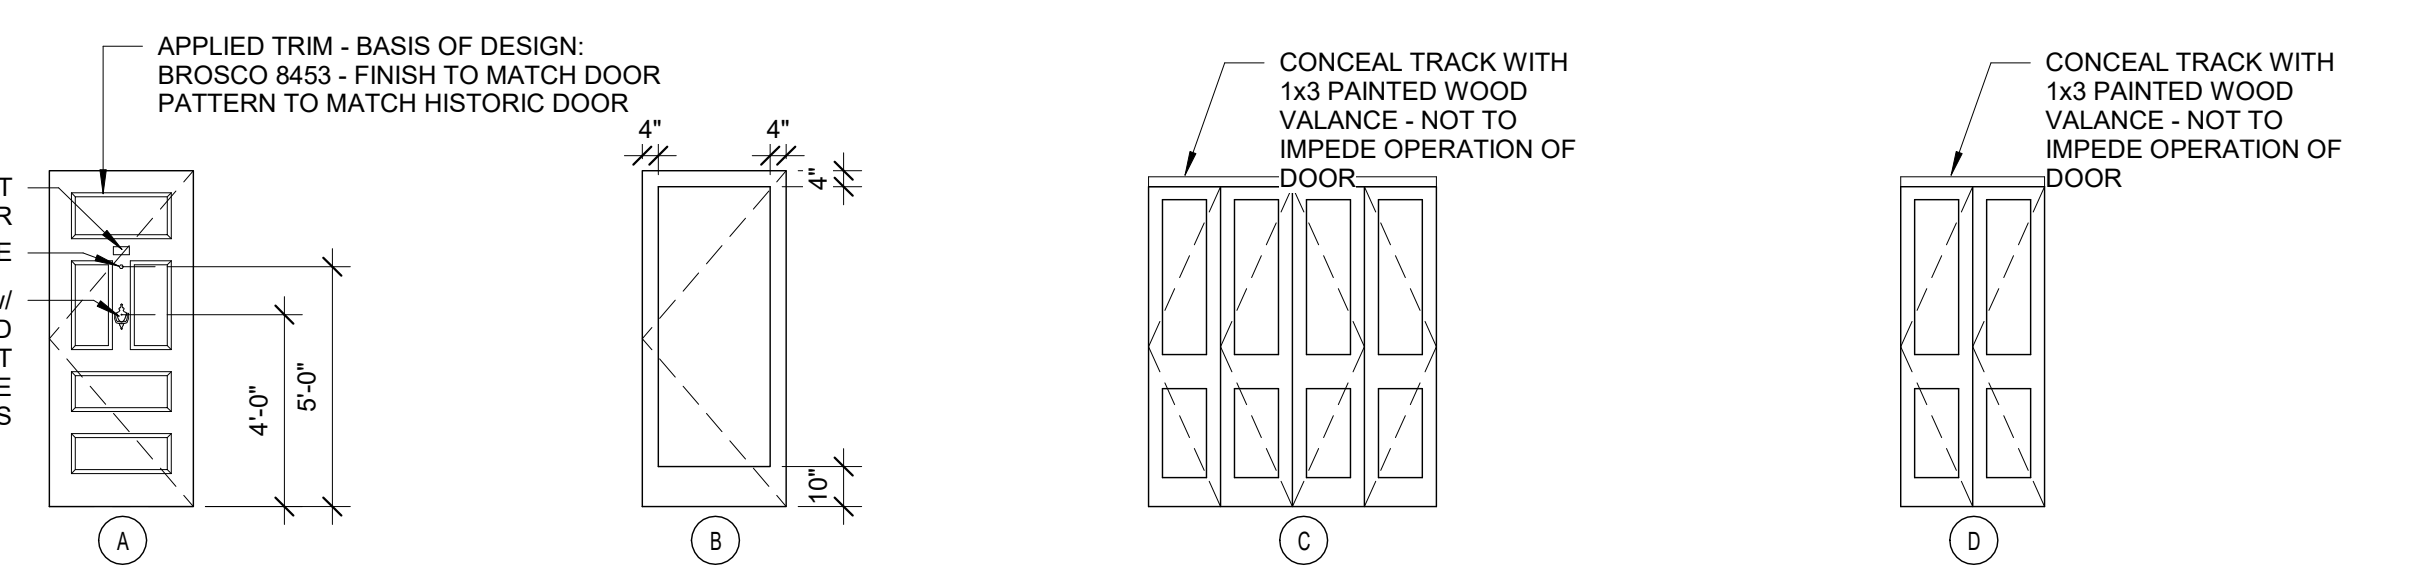 APPLIED TRIM - BASIS OF DESIGN:
BROSCO 8453 - FINISH TO MATCH DOOR
PATTERN TO MATCH HISTORIC DOOR
T
R
E
w/
D
T
E
S
4'-0"
5'-0"
A
4"
4"
4"
10"
B
CONCEAL TRACK WITH
1x3 PAINTED WOOD
VALANCE - NOT TO
IMPEDE OPERATION OF
DOOR
C
CONCEAL TRACK WITH
1x3 PAINTED WOOD
VALANCE - NOT TO
IMPEDE OPERATION OF
DOOR
D